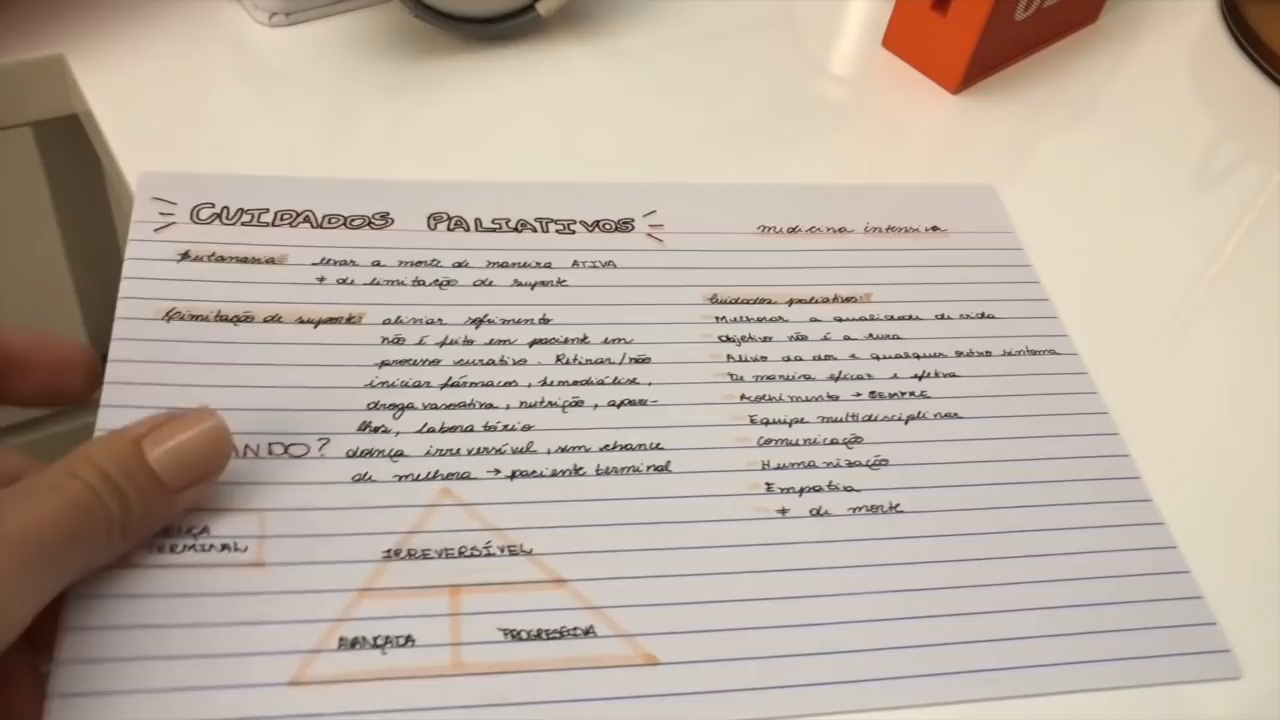 CUIDADOS PALIATIVOS
medicina intensiva
Eutanasia levar a morte de maneira ATIVA
≠ de limitação de suporte
Limitação de suporte: aliviar sofrimento
não é feito em paciente em
processo curativo. Retirar/não
iniciar fármacos, hemodiálise,
droga vasoativa, nutrição, apare-
lhos, laboratório
ANDO? doença irreversível, sem chance
de melhora → paciente terminal
TERMINAL
IRREVERSÍVEL
AVANÇADA
PROGRESSIVA
Cuidados paliativos:
Melhorar a qualidade de vida
Objetivo não é a cura
Alívio da dor e qualquer outro sintoma
De maneira eficaz e efetiva
Acolhimento → SEMPRE
Equipe multidisciplinar
Comunicação
Humanização
Empatia
≠ de morte